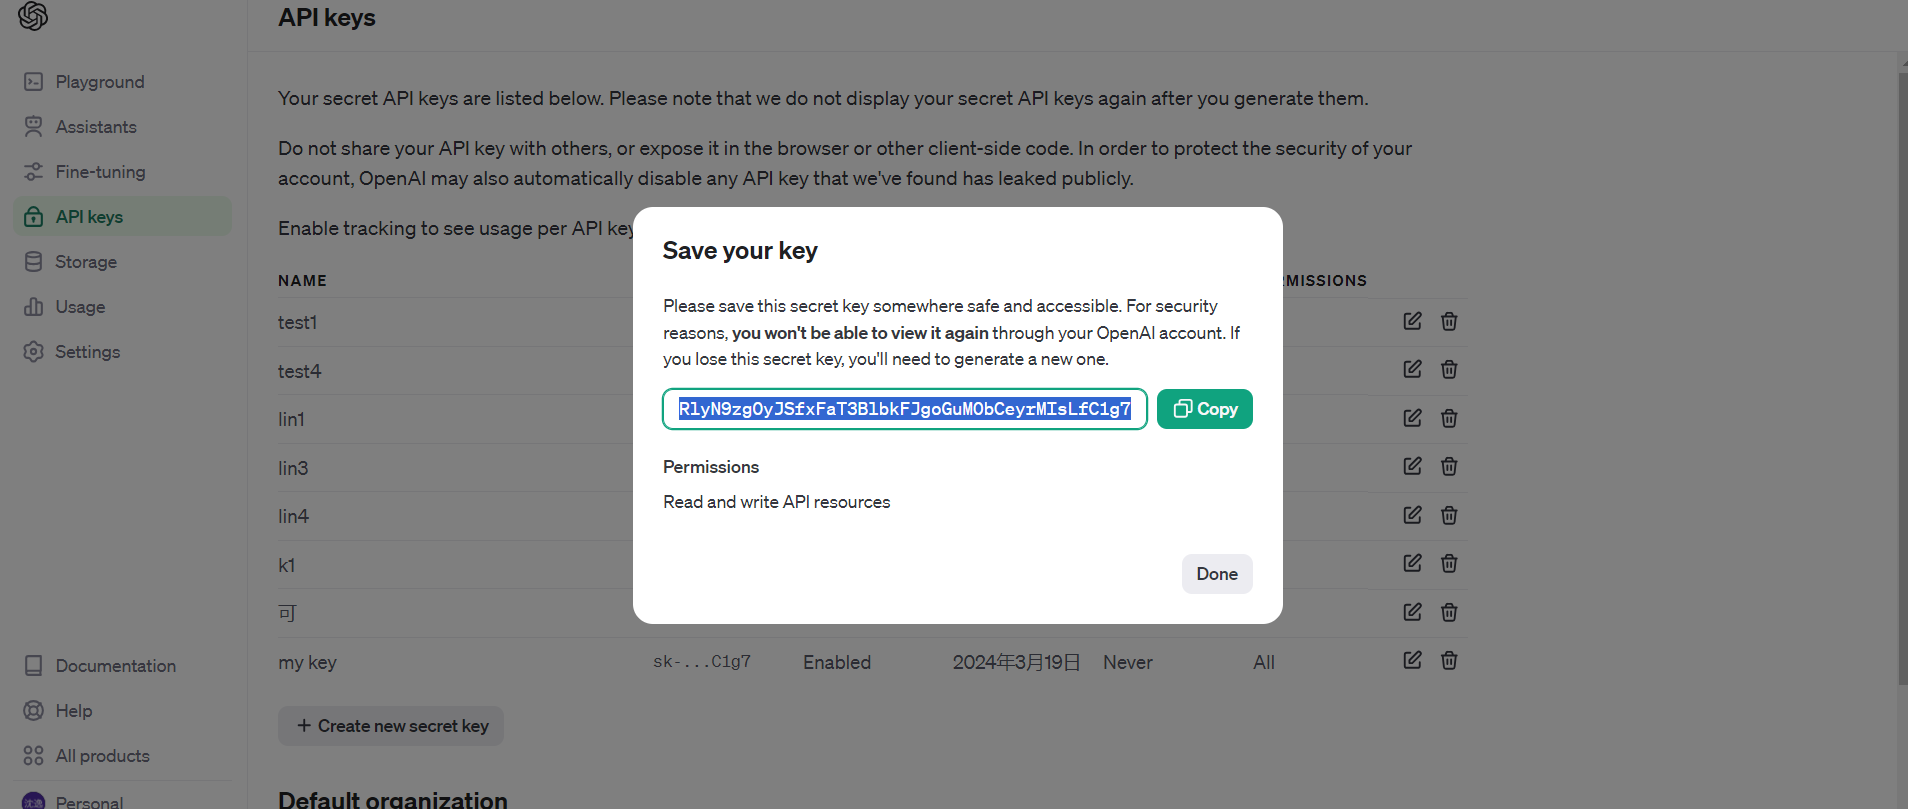 API keys
Playground
Your secret API keys are listed below. Please note that we do not display your secret API keys again after you generate them.
Assistants
Do not share your API key with others, or expose it in the browser or other client-side code. In order to protect the security of your
Fine-tuning
account, OpenAI may also automatically disable any API key that we've found has leaked publicly.
API keys
Enable tracking to see usage per API key
Save your key
Storage
NAME
MISSIONS
Please save this secret key somewhere safe and accessible. For security
Usage
test1
reasons, you won't be able to view it again through your OpenAI account. If
Settings
you lose this secret key, you'll need to generate a new one.
test4
Copy
lin1
Permissions
lin3
Read and write API resources
lin4
k1
Done
可
Documentation
my key sk-...C1g7 Enabled 2024年3月19日 Never All
Help
+ Create new secret key
All products
Personal
Default organization